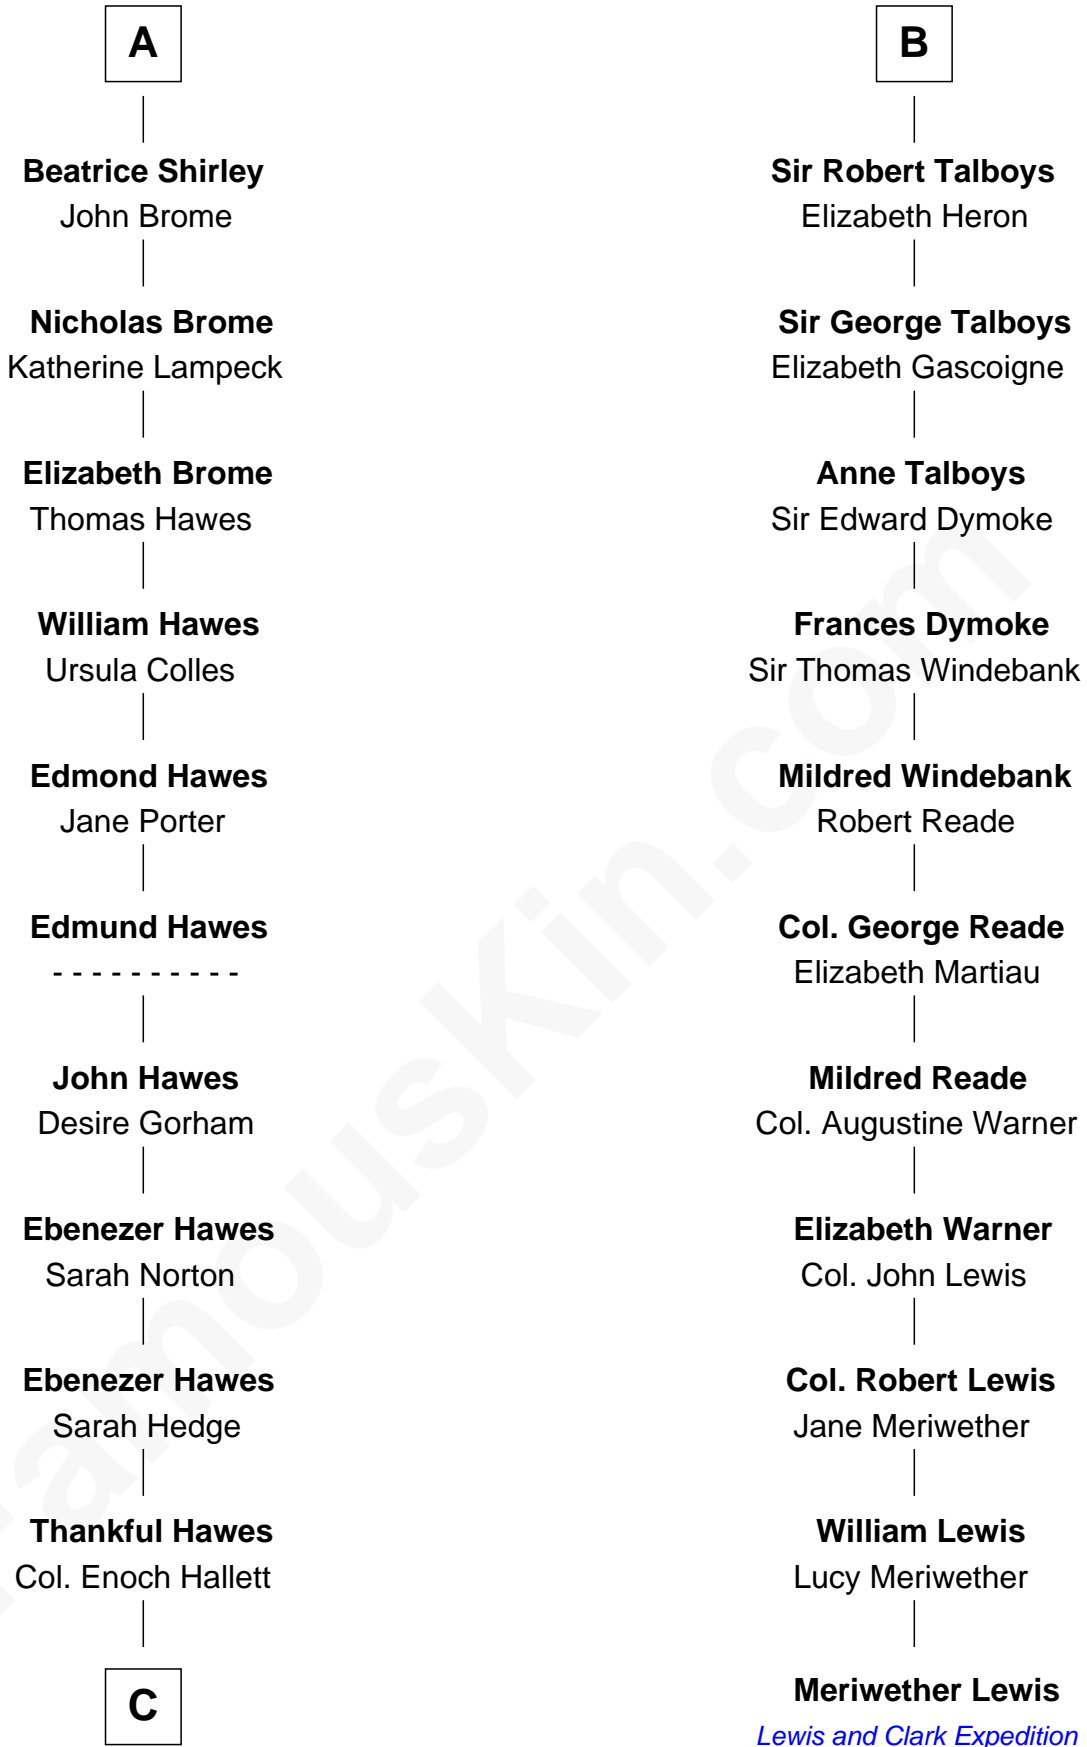 A
Beatrice Shirley
John Brome
Nicholas Brome
Katherine Lampeck
Elizabeth Brome
Thomas Hawes
William Hawes
Ursula Colles
Edmond Hawes
Jane Porter
Edmund Hawes
- - - - - - - - - -
John Hawes
Desire Gorham
Ebenezer Hawes
Sarah Norton
Ebenezer Hawes
Sarah Hedge
Thankful Hawes
Col. Enoch Hallett
C
B
Sir Robert Talboys
Elizabeth Heron
Sir George Talboys
Elizabeth Gascoigne
Anne Talboys
Sir Edward Dymoke
Frances Dymoke
Sir Thomas Windebank
Mildred Windebank
Robert Reade
Col. George Reade
Elizabeth Martiau
Mildred Reade
Col. Augustine Warner
Elizabeth Warner
Col. John Lewis
Col. Robert Lewis
Jane Meriwether
William Lewis
Lucy Meriwether
Meriwether Lewis
Lewis and Clark Expedition
FamousKin.com